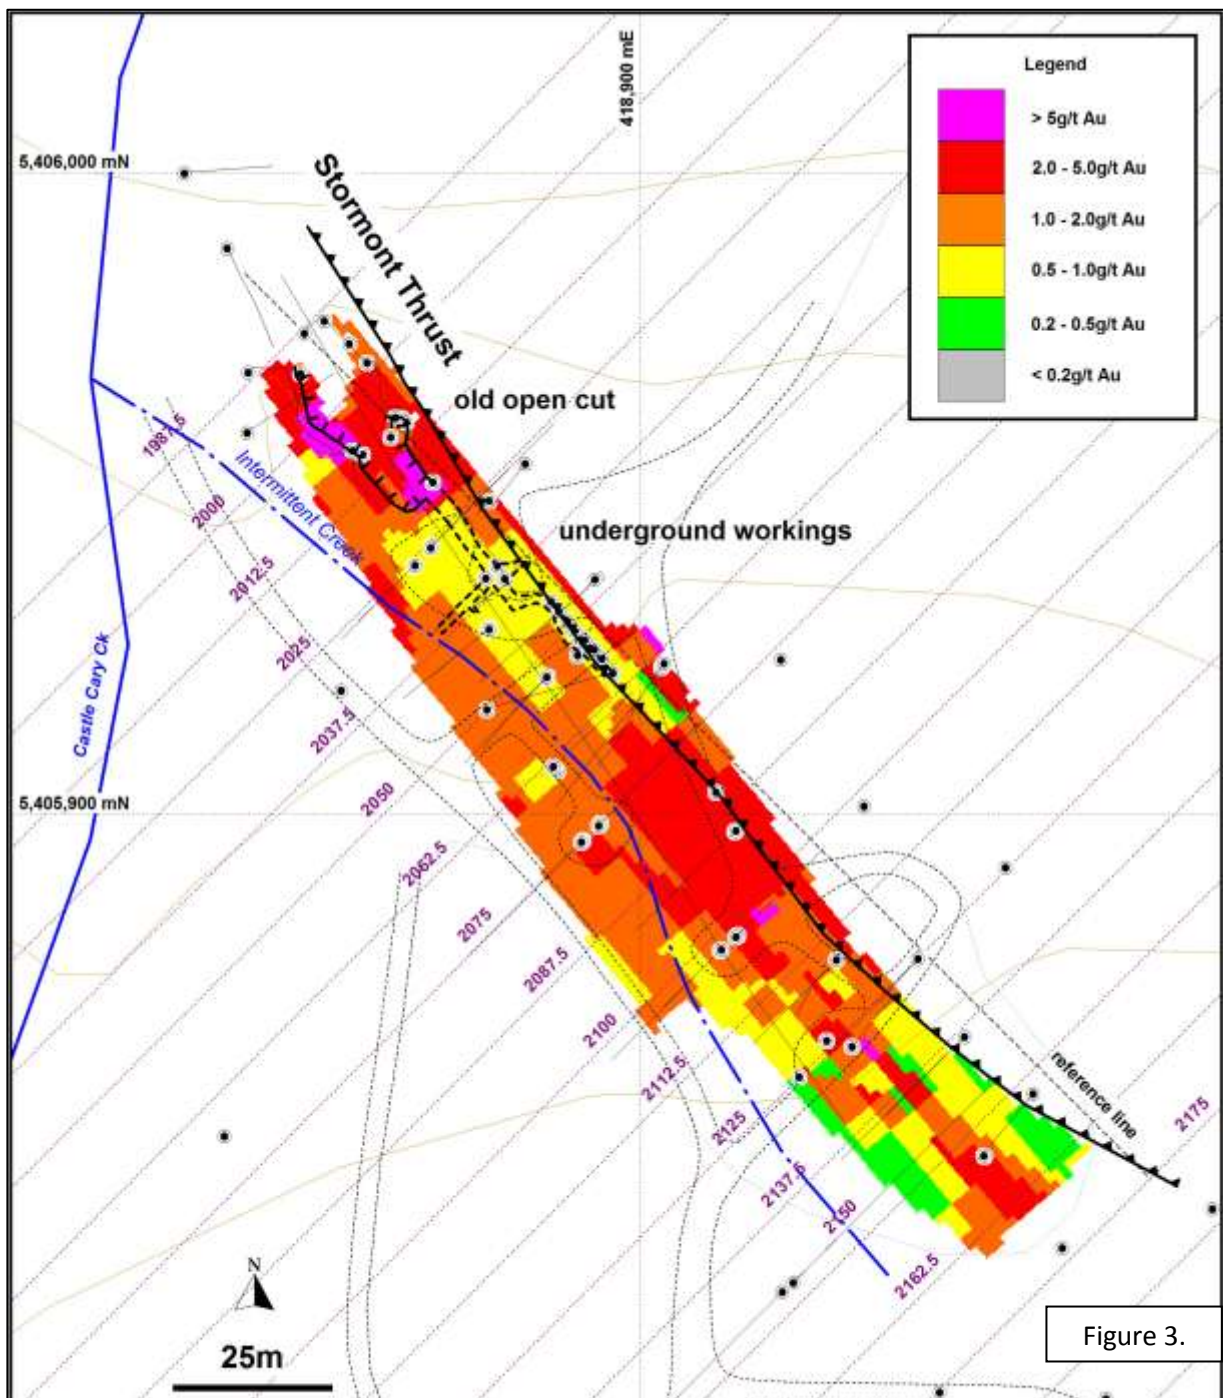 418,900 mE
Legend
> 5g/t Au
2.0 - 5.0g/t Au
1.0 - 2.0g/t Au
0.5 - 1.0g/t Au
0.2 - 0.5g/t Au
< 0.2g/t Au
5,406,000 mN
Stormont Thrust
old open cut
underground workings
Intermittent Creek
Castle Cary Ck
1987.5
2000
2012.5
2025
2037.5
2050
2062.5
2075
2087.5
2100
2112.5
2125
2137.5
2150
2162.5
2175
5,405,900 mN
reference line
N
25m
Figure 3.